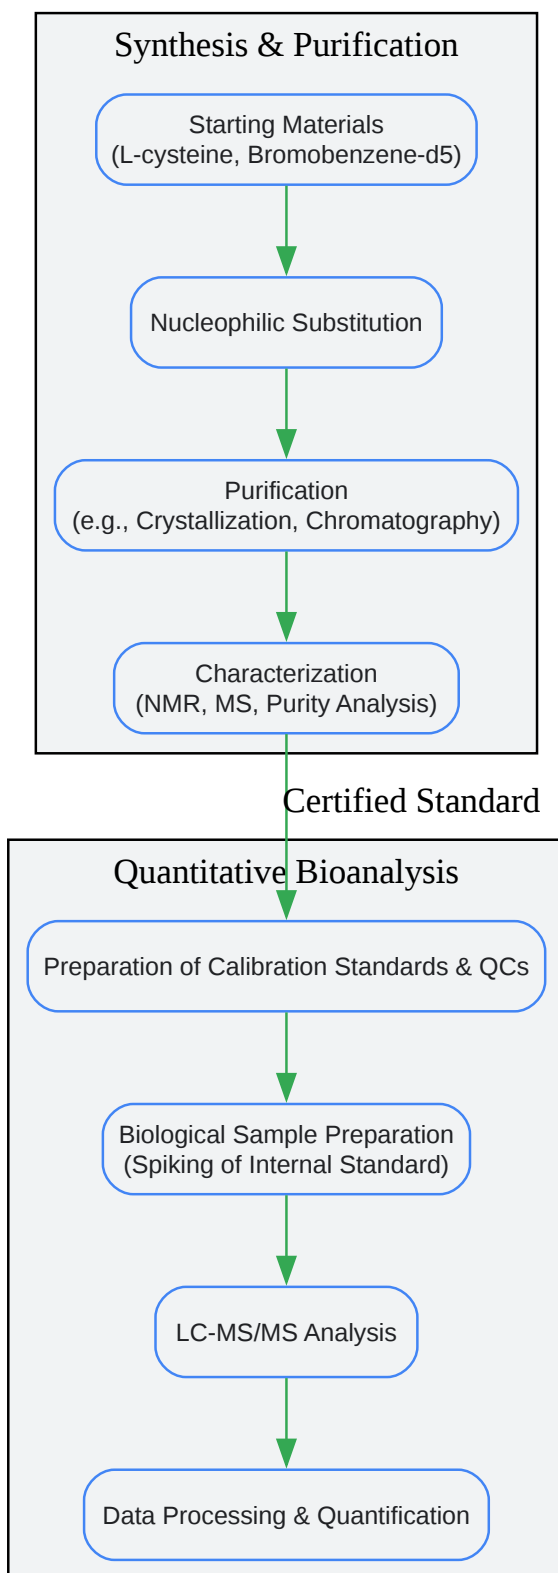 Synthesis & Purification
Starting Materials
(L-cysteine, Bromobenzene-d5)
Nucleophilic Substitution
Purification
(e.g., Crystallization, Chromatography)
Characterization
(NMR, MS, Purity Analysis)
Certified Standard
Quantitative Bioanalysis
Preparation of Calibration Standards & QCs
Biological Sample Preparation
(Spiking of Internal Standard)
LC-MS/MS Analysis
Data Processing & Quantification